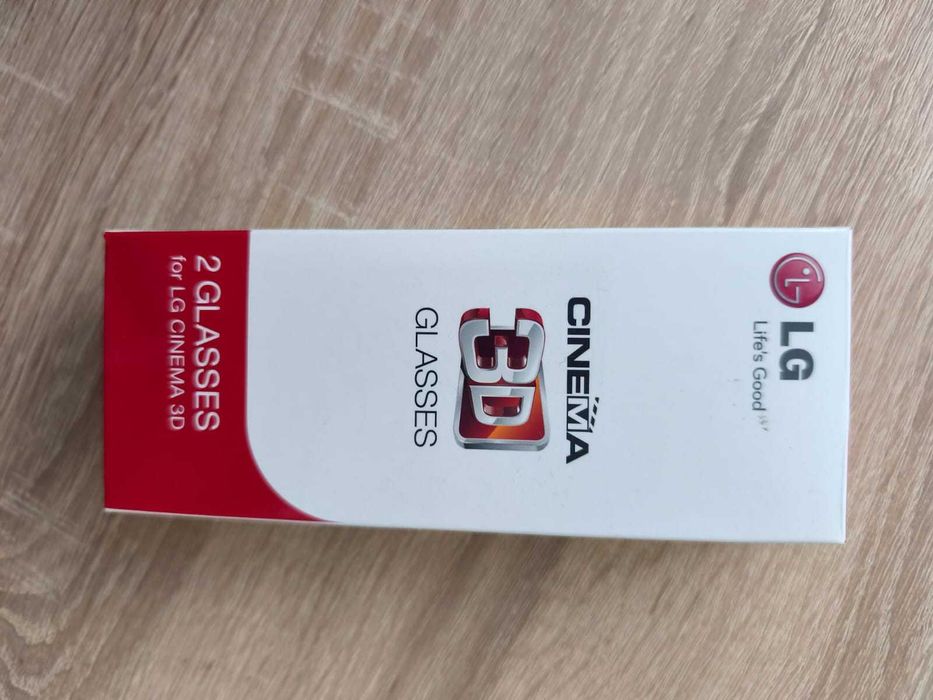 LG
Life's Good
CINEMA
3D
GLASSES
2 GLASSES
for LG CINEMA 3D